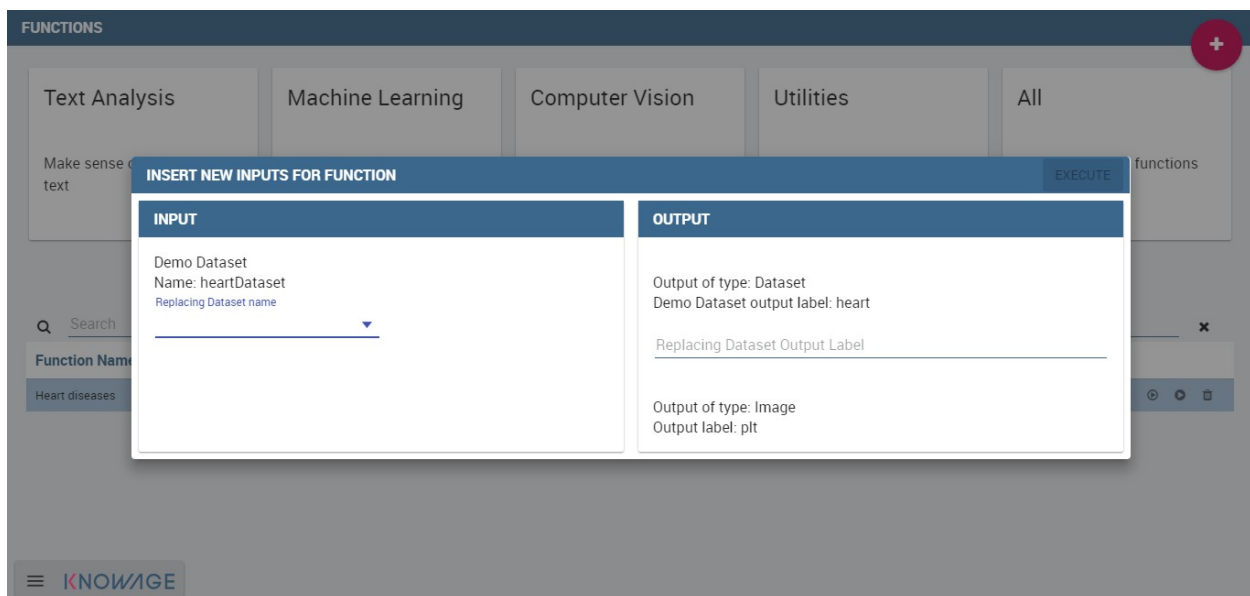 FUNCTIONS
+
Text Analysis
Machine Learning
Computer Vision
Utilities
All
Make sense
text
functions
INSERT NEW INPUTS FOR FUNCTION
EXECUTE
INPUT
Demo Dataset
Name: heartDataset
Replacing Dataset name
OUTPUT
Output of type: Dataset
Demo Dataset output label: heart
Replacing Dataset Output Label
Output of type: Image
Output label: plt
Search
Function Name
Heart diseases
KNOWAGE